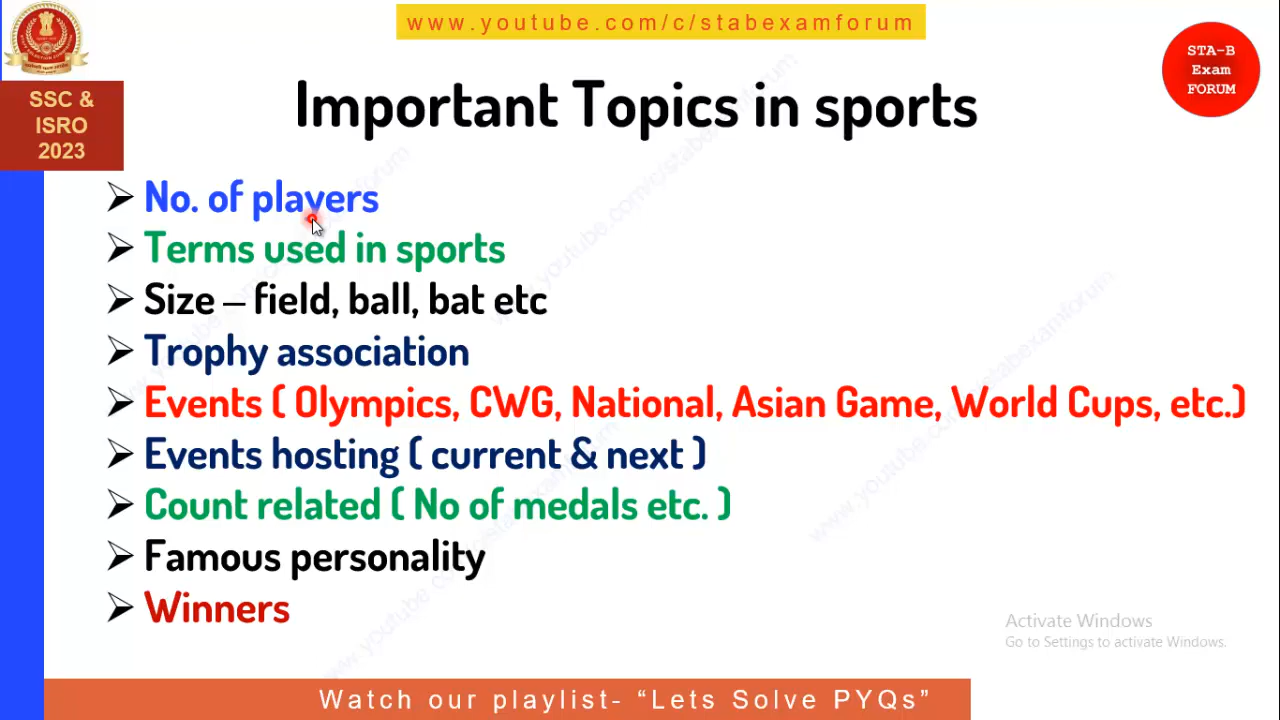 www.youtube.com/c/stabexamforum
STA-B
Exam
FORUM
SSC &
ISRO
2023
Important Topics in sports
No. of players
Terms used in sports
Size – field, ball, bat etc
Trophy association
Events ( Olympics, CWG, National, Asian Game, World Cups, etc.)
Events hosting ( current & next )
Count related ( No of medals etc. )
Famous personality
Winners
Activate Windows
Go to Settings to activate Windows.
Watch our playlist- “Lets Solve PYQs”